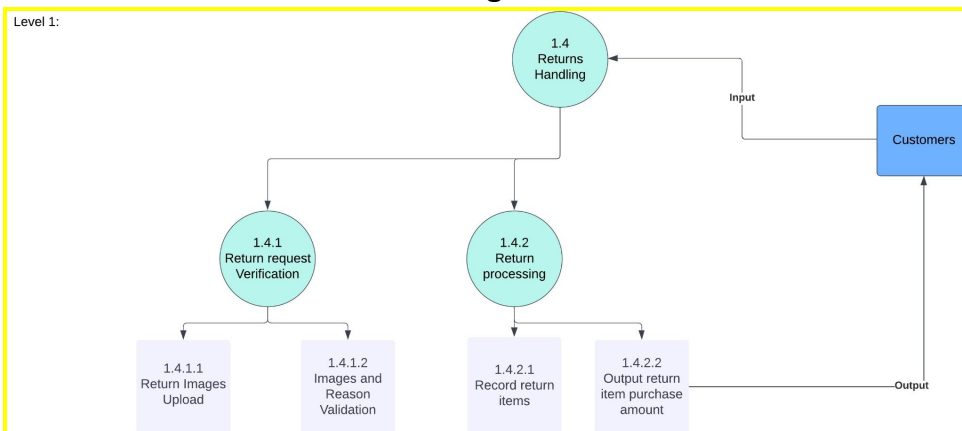 Level 1:
1.4
Returns
Handling
Input
Customers
1.4.1
Return request
Verification
1.4.2
Return
processing
1.4.1.1
Return Images
Upload
1.4.1.2
Images and
Reason
Validation
1.4.2.1
Record return
items
1.4.2.2
Output return
item purchase
amount
Output